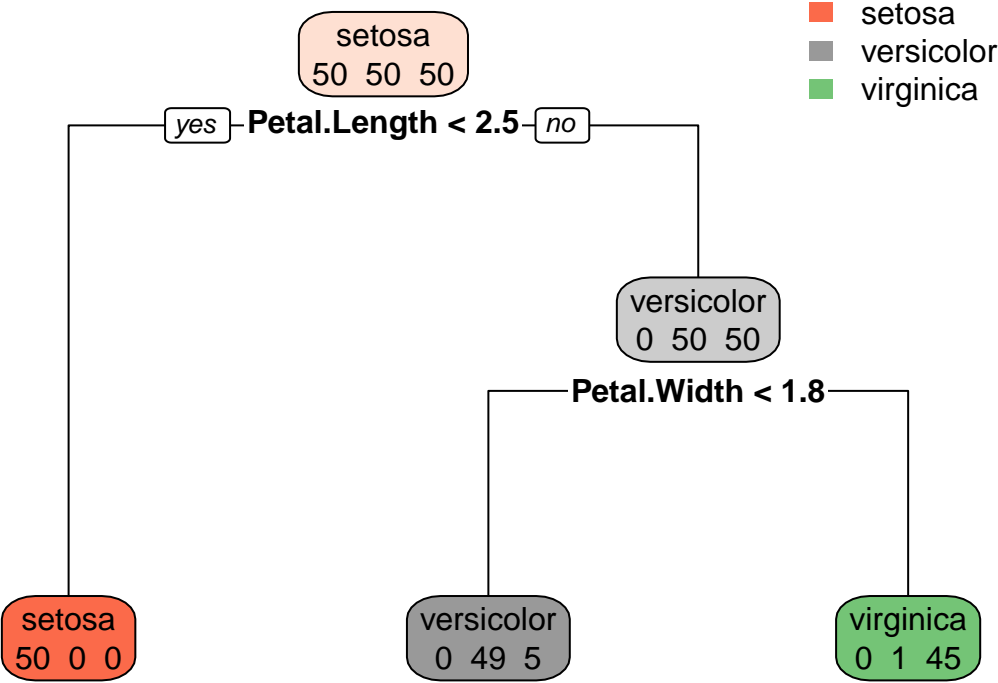 setosa
versicolor
virginica
setosa
50 50 50
yes Petal.Length < 2.5 no
versicolor
0 50 50
Petal.Width < 1.8
setosa
50 0 0
versicolor
0 49 5
virginica
0 1 45